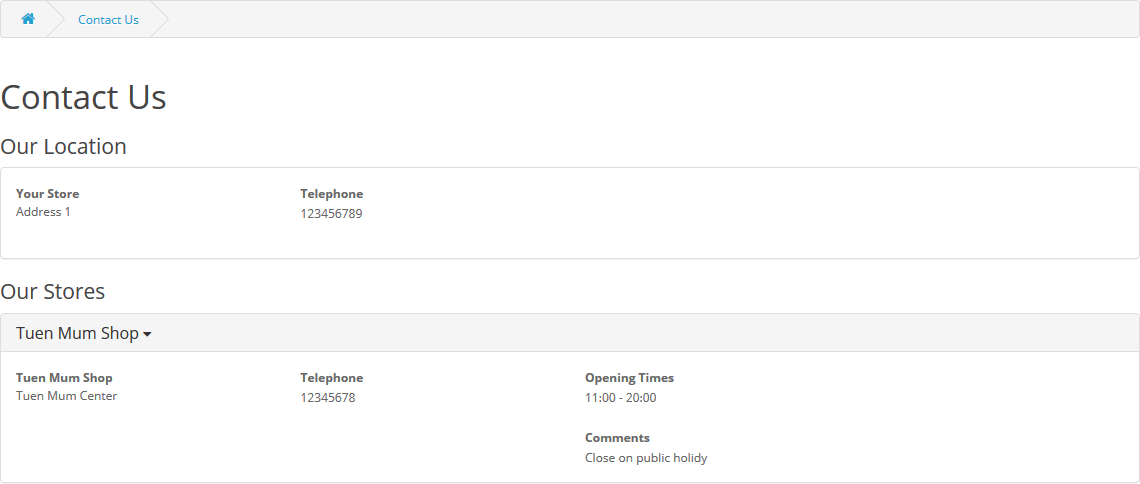 Contact Us
Contact Us
Our Location
Your Store
Address 1
Telephone
123456789
Our Stores
Tuen Mum Shop
Tuen Mum Shop
Tuen Mum Center
Telephone
12345678
Opening Times
11:00 - 20:00
Comments
Close on public holidy